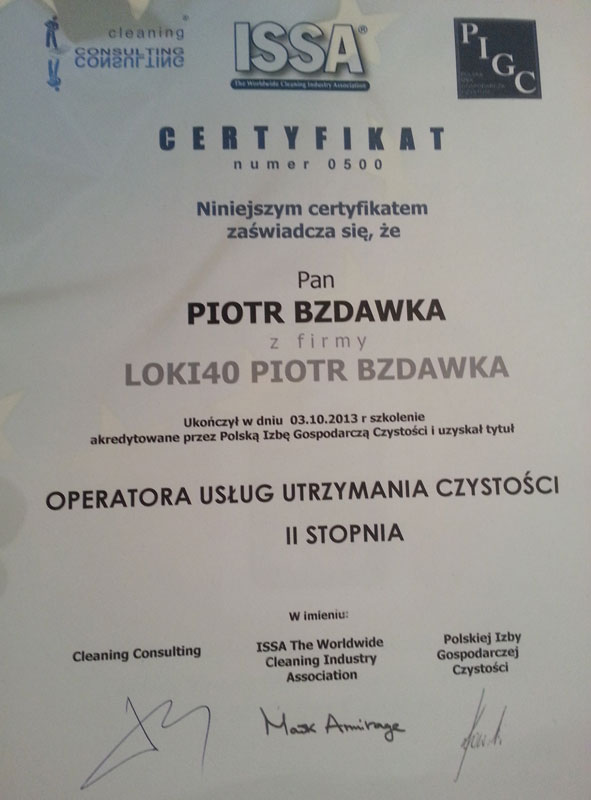 cleaning
CONSULTING
ISSA®
The Worldwide Cleaning Industry Association
PIGC
CERTYFIKAT
numer 0500
Niniejszym certyfikatem
zaświadcza się, że
Pan
PIOTR BZDAWKA
z firmy
LOKI40 PIOTR BZDAWKA
Ukończył w dniu 03.10.2013 r szkolenie
akredytowane przez Polską Izbę Gospodarczą Czystości i uzyskał tytuł
OPERATORA USŁUG UTRZYMANIA CZYSTOŚCI
II STOPNIA
W imieniu:
Cleaning Consulting
ISSA The Worldwide
Cleaning Industry
Association
Polskiej Izby
Gospodarczej
Czystości